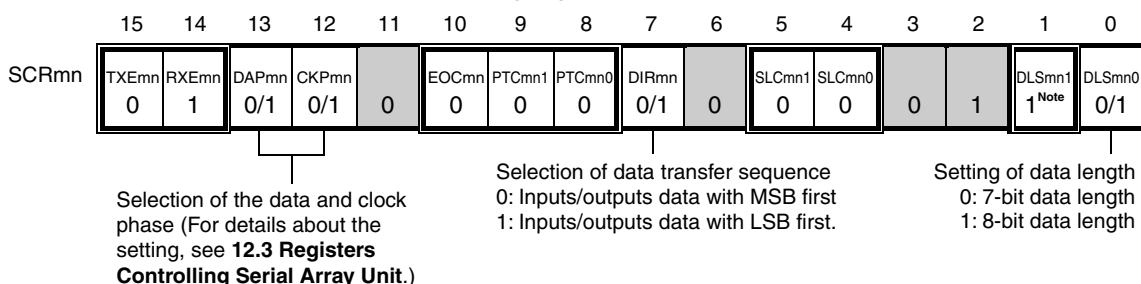 15 14 13 12 11 10 9 8 7 6 5 4 3 2 1 0
SCRmn TXEmn RXEmn DAPmn CKPmn EOCmn PTCmn1 PTCmn0 DIRmn SLCmn1 SLCmn0 DLSmn1 DLSmn0
0 1 0/1 0/1 0 0 0 0 0/1 0 0 0 0 1 1 Note 0/1
Selection of the data and clock
phase (For details about the
setting, see 12.3 Registers
Controlling Serial Array Unit.)
Selection of data transfer sequence
0: Inputs/outputs data with MSB first
1: Inputs/outputs data with LSB first.
Setting of data length
0: 7-bit data length
1: 8-bit data length